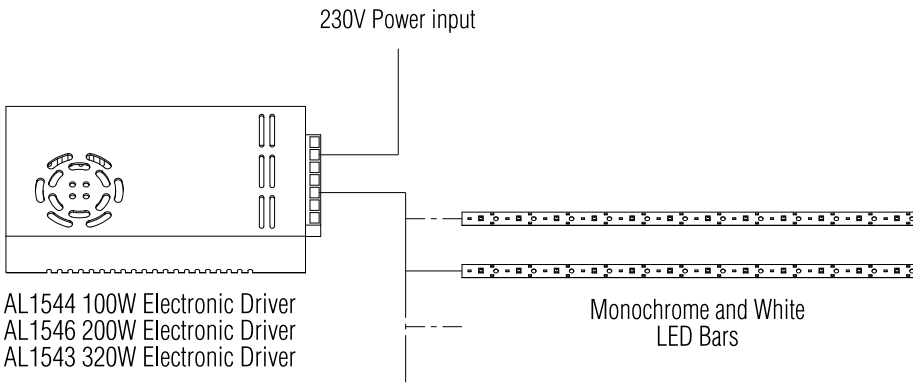 230V Power input
AL1544 100W Electronic Driver
AL1546 200W Electronic Driver
AL1543 320W Electronic Driver
Monochrome and White
LED Bars